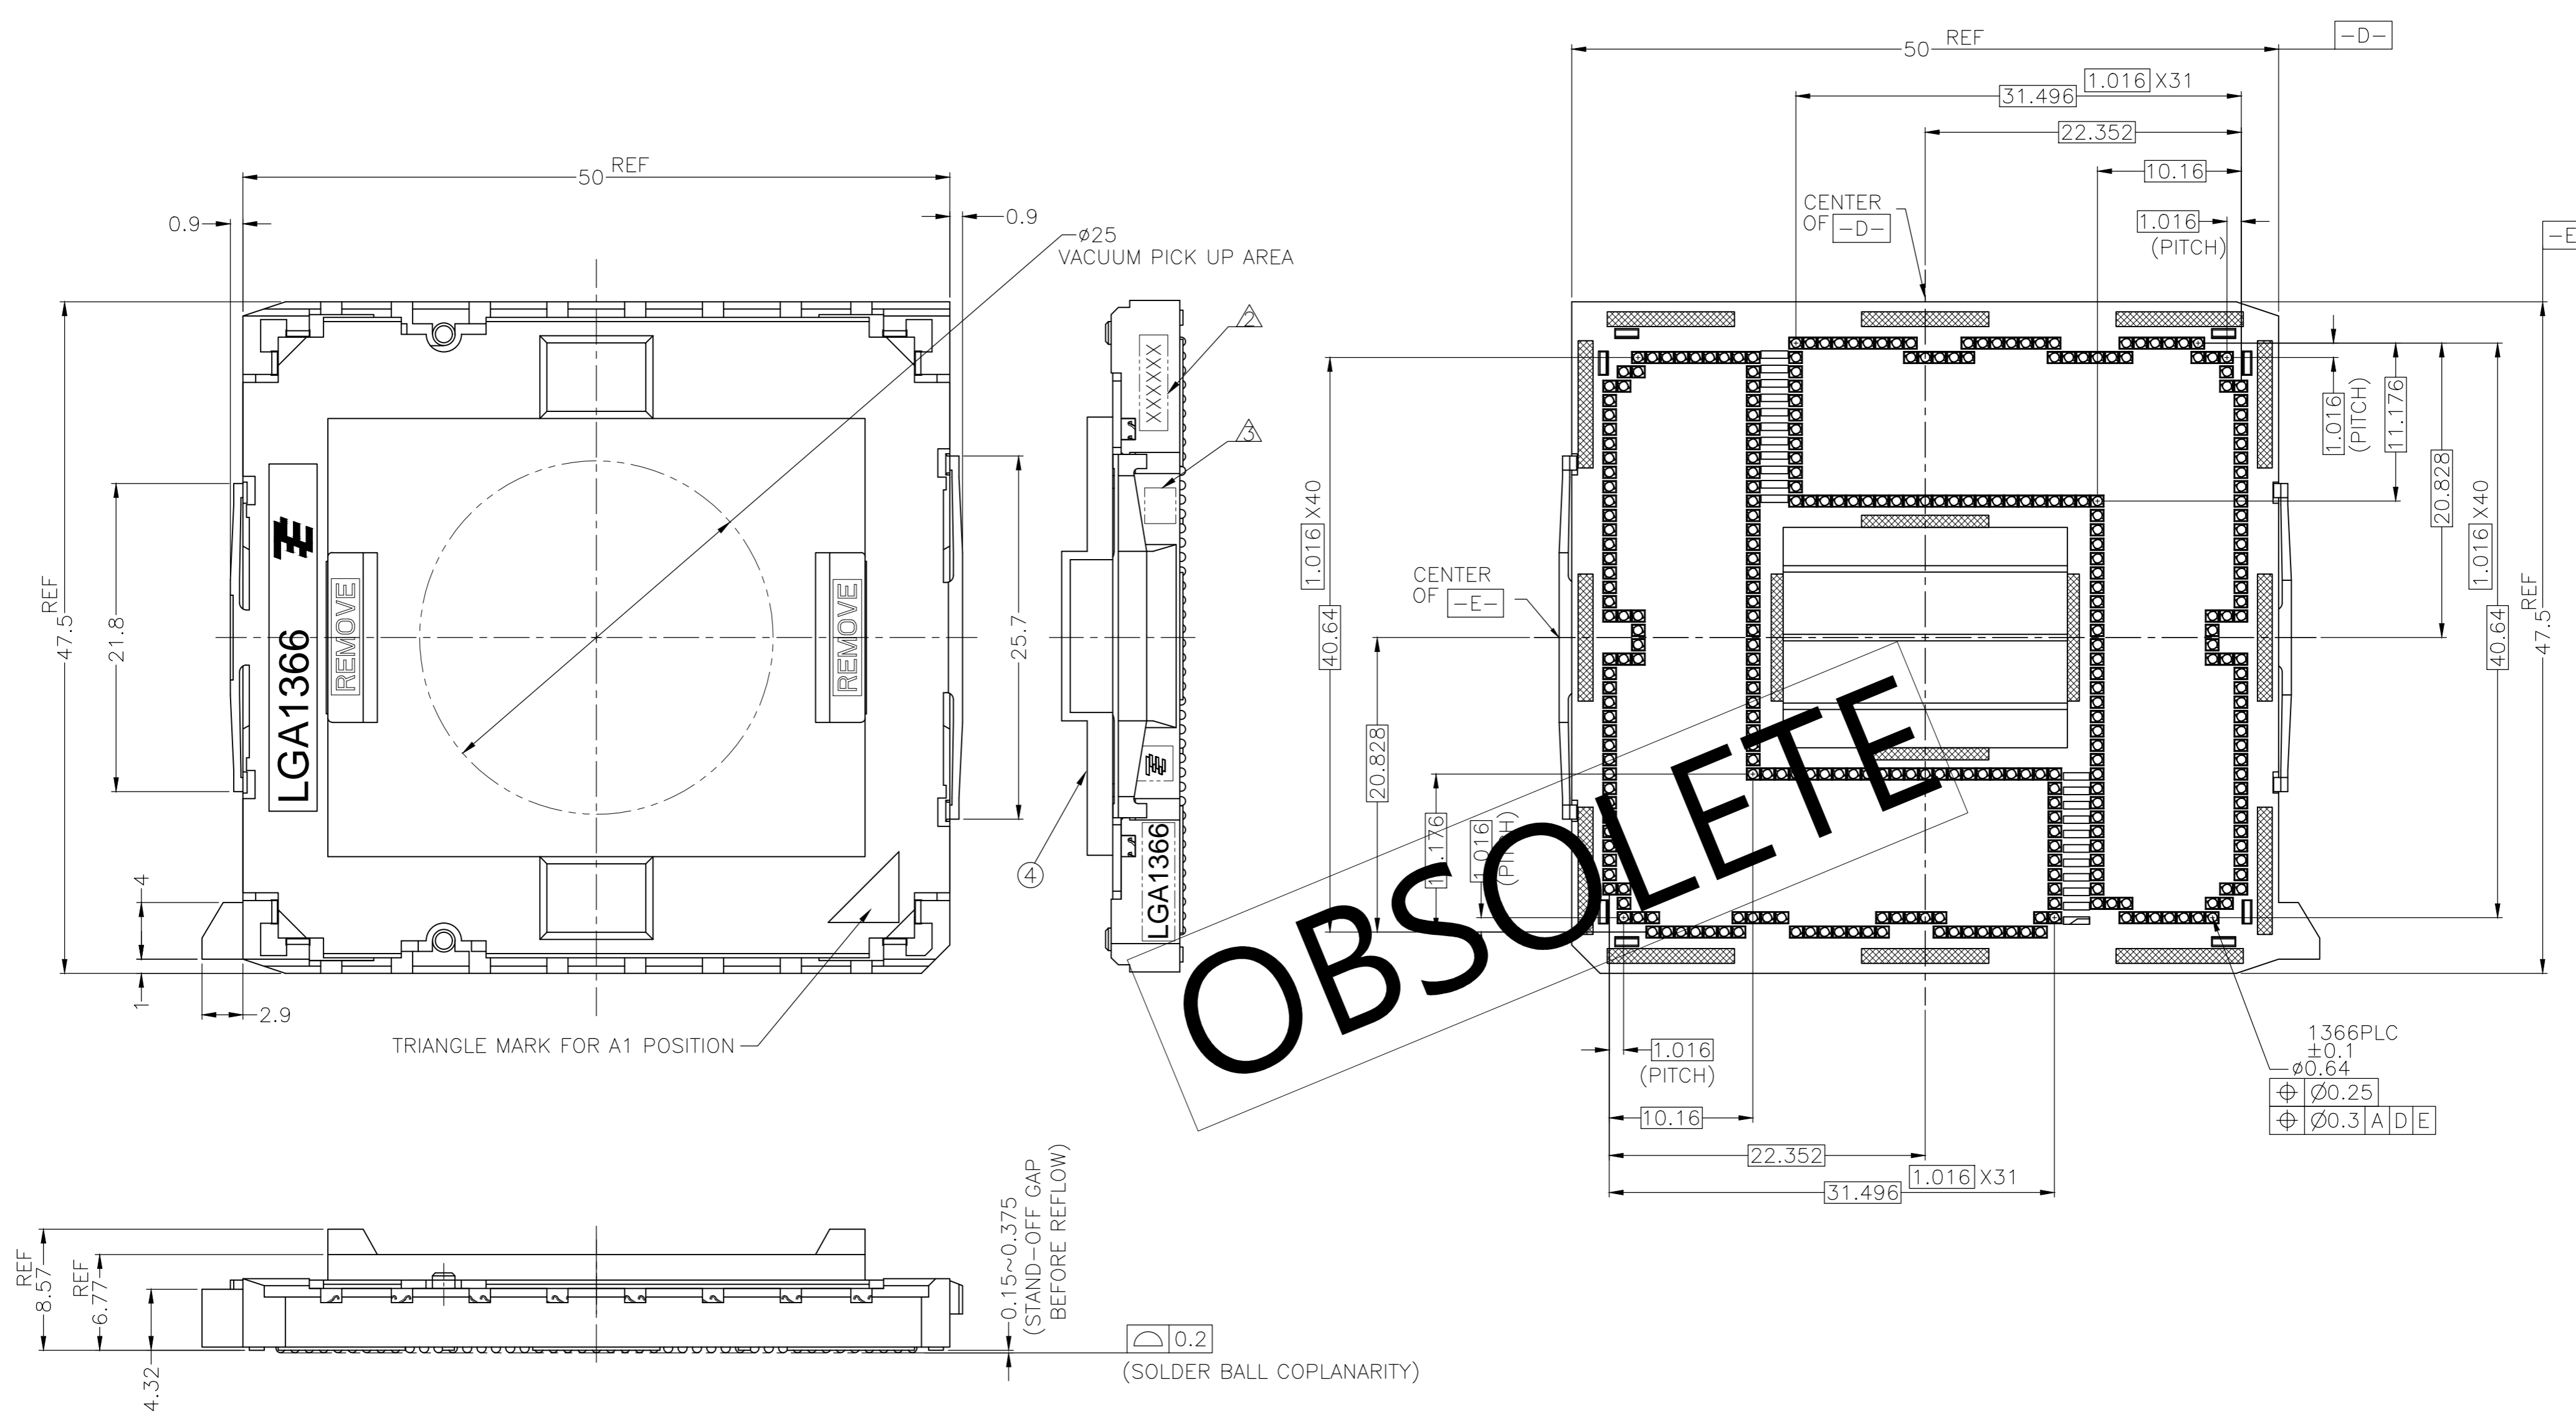 50 REF
0.9
0.9
ø25
VACUUM PICK UP AREA
47.5 REF
21.8
25.7
REMOVE
REMOVE
LGA1366
TE
4
1
2.9
TRIANGLE MARK FOR A1 POSITION
2
XXXXXX
3
4
LGA1366
50 REF
-D-
1.016 X31
31.496
22.352
10.16
1.016
(PITCH)
CENTER
OF -D-
-E
1.016
(PITCH)
11.176
20.828
1.016 X40
40.64
47.5 REF
1.016 X40
40.64
CENTER
OF -E-
20.828
1.016
OBSOLETE
1.016
(PITCH)
10.16
22.352
1.016 X31
31.496
1366PLC
±0.1
ø0.64
⌖ Ø0.25
⌖ Ø0.3 A D E
8.57 REF
6.77 REF
4.32
0.15~0.375
(STAND-OFF GAP
BEFORE REFLOW)
⌓ 0.2
(SOLDER BALL COPLANARITY)